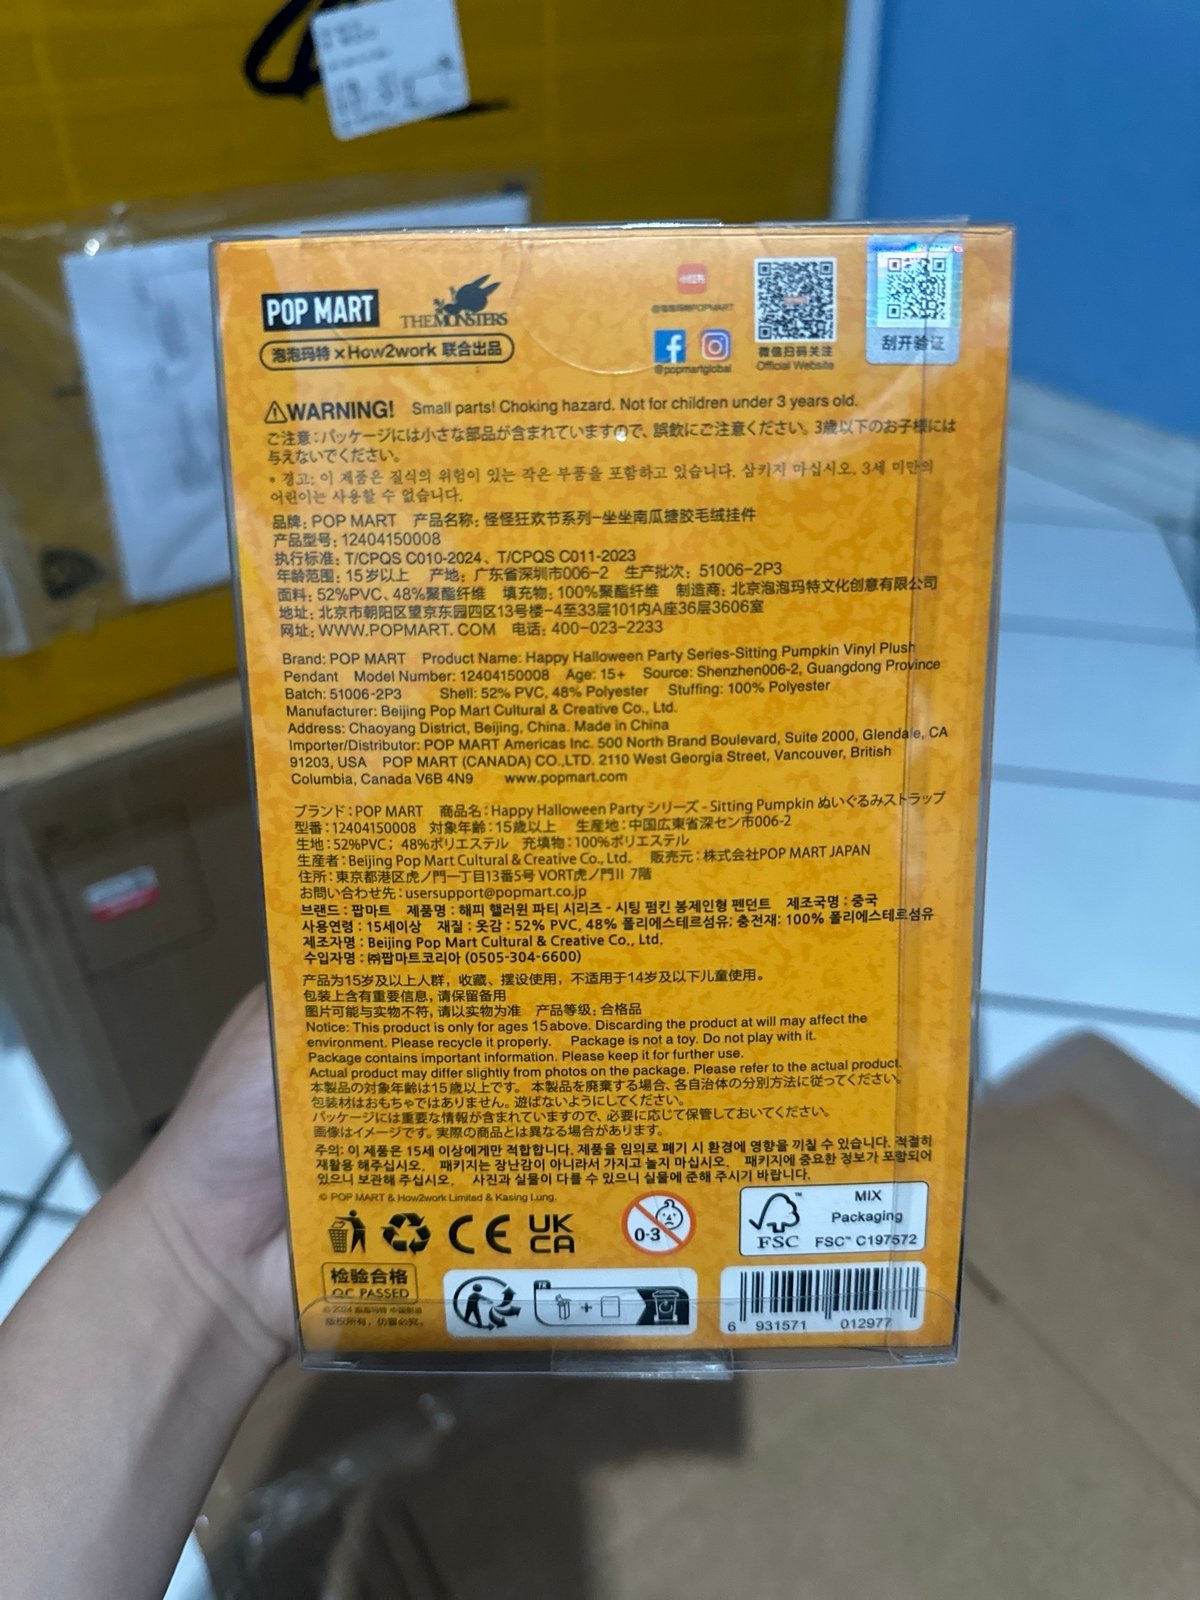 POP MART
THE MONSTERS
泡泡玛特×How2work 联合出品
小红书
@泡泡玛特POPMART
@popmartglobal
微信扫码关注
Official Website
刮开验证
⚠WARNING! Small parts! Choking hazard. Not for children under 3 years old.
ご注意：パッケージには小さな部品が含まれていますので、誤飲にご注意ください。3歳以下のお子様には
与えないでください。
* 경고: 이 제품은 질식의 위험이 있는 작은 부품을 포함하고 있습니다. 삼키지 마십시오. 3세 미만의
어린이는 사용할 수 없습니다.
品牌：POP MART 产品名称：怪怪狂欢节系列-坐坐南瓜搪胶毛绒挂件
产品型号：12404150008
执行标准：T/CPQS C010-2024、T/CPQS C011-2023
年龄范围：15岁以上 产地：广东省深圳市006-2 生产批次：51006-2P3
面料：52%PVC、48%聚酯纤维 填充物：100%聚酯纤维 制造商：北京泡泡玛特文化创意有限公司
地址：北京市朝阳区望京东园四区13号楼-4至33层101内A座36层3606室
网址：WWW.POPMART.COM 电话：400-023-2233
Brand: POP MART Product Name: Happy Halloween Party Series-Sitting Pumpkin Vinyl Plush
Pendant Model Number: 12404150008 Age: 15+ Source: Shenzhen006-2, Guangdong Province
Batch: 51006-2P3 Shell: 52% PVC, 48% Polyester Stuffing: 100% Polyester
Manufacturer: Beijing Pop Mart Cultural & Creative Co., Ltd.
Address: Chaoyang District, Beijing, China. Made in China
Importer/Distributor: POP MART Americas Inc. 500 North Brand Boulevard, Suite 2000, Glendale, CA
91203, USA POP MART (CANADA) CO.,LTD. 2110 West Georgia Street, Vancouver, British
Columbia, Canada V6B 4N9 www.popmart.com
ブランド：POP MART 商品名：Happy Halloween Party シリーズ - Sitting Pumpkin ぬいぐるみストラップ
型番：12404150008 対象年齢：15歳以上 生産地：中国広東省深セン市006-2
生地：52%PVC；48%ポリエステル 充填物：100%ポリエステル
生産者：Beijing Pop Mart Cultural & Creative Co., Ltd. 販売元：株式会社POP MART JAPAN
住所：東京都港区虎ノ門一丁目13番5号 VORT虎ノ門II 7階
お問い合わせ先：usersupport@popmart.co.jp
브랜드 : 팝마트 제품명 : 해피 핼러윈 파티 시리즈 - 시팅 펌킨 봉제인형 펜던트 제조국명 : 중국
사용연령 : 15세이상 재질 : 옷감 : 52% PVC, 48% 폴리에스테르섬유; 충전재: 100% 폴리에스테르섬유
제조자명 : Beijing Pop Mart Cultural & Creative Co., Ltd.
수입자명 : ㈜팝마트코리아 (0505-304-6600)
产品为15岁及以上人群，收藏、摆设使用，不适用于14岁及以下儿童使用。
包装上含有重要信息，请保留备用
图片可能与实物不符，请以实物为准 产品等级：合格品
Notice: This product is only for ages 15 above. Discarding the product at will may affect the
environment. Please recycle it properly. Package is not a toy. Do not play with it.
Package contains important information. Please keep it for further use.
Actual product may differ slightly from photos on the package. Please refer to the actual product.
本製品の対象年齢は15歳以上です。 本製品を廃棄する場合、各自治体の分別方法に従ってください。
包装材はおもちゃではありません。遊ばないようにしてください。
パッケージには重要な情報が含まれていますので、必要に応じて保管しておいてください。
画像はイメージです。実際の商品とは異なる場合があります。
주의: 이 제품은 15세 이상에게만 적합합니다. 제품을 임의로 폐기 시 환경에 영향을 끼칠 수 있습니다. 적절히
재활용 해주십시오. 패키지는 장난감이 아니라서 가지고 놀지 마십시오. 패키지에 중요한 정보가 포함되어
있으니 보관해 주십시오. 사진과 실물이 다를 수 있으니 실물에 준해 주시기 바랍니다.
© POP MART & How2work Limited & Kasing Lung.
CE
UK
CA
0-3
FSC™
MIX
Packaging
FSC™ C197572
检验合格
QC PASSED
©2024 泡泡玛特 中国制造
版权所有，仿冒必究。
FR
6 931571 012977